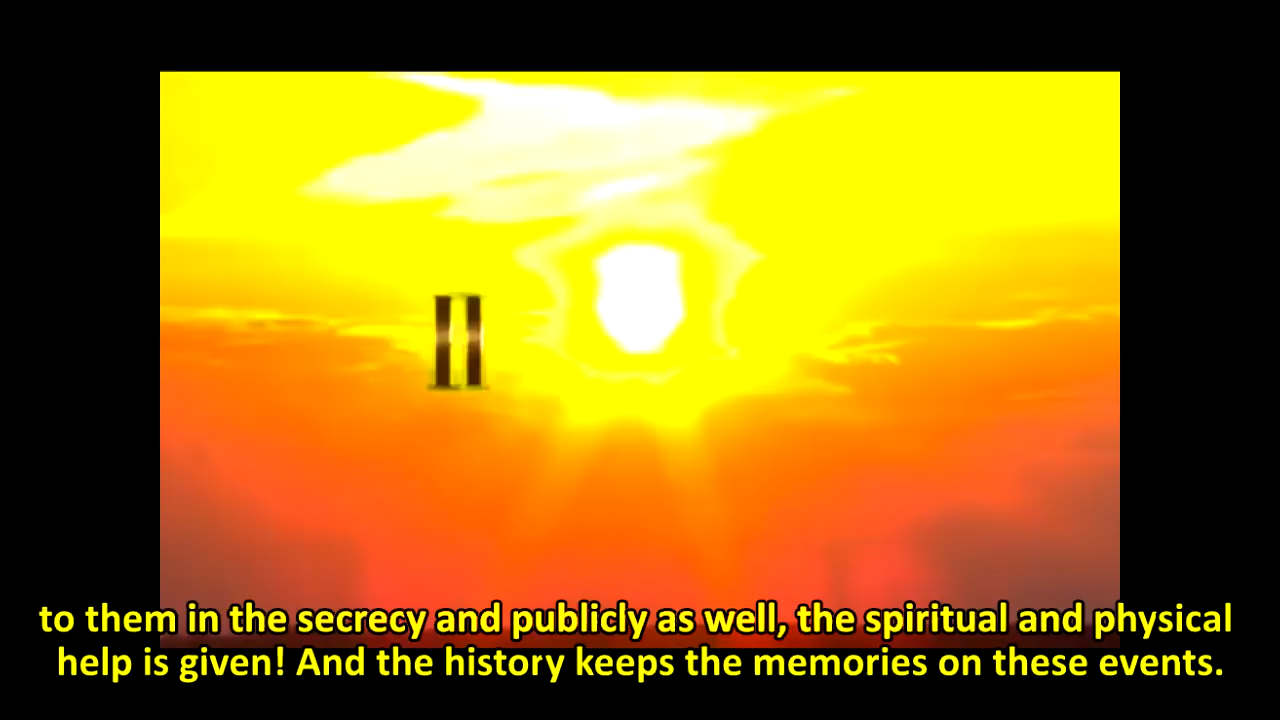 to them in the secrecy and publicly as well, the spiritual and physical
help is given! And the history keeps the memories on these events.